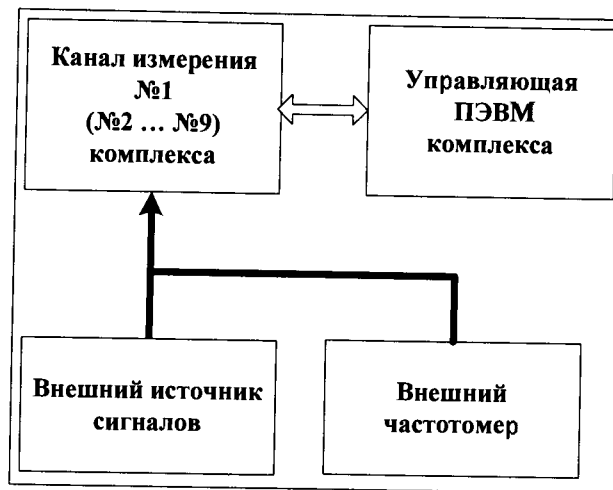 Канал измерения
№1
(№2 ... №9)
комплекса
Управляющая
ПЭВМ
комплекса
Внешний источник
сигналов
Внешний
частотомер